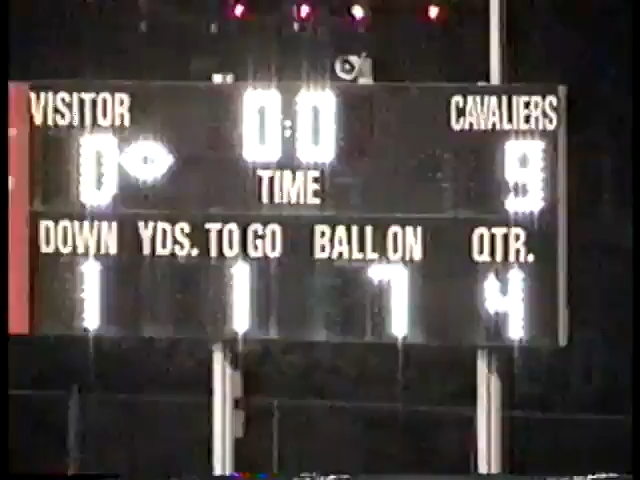 VISITOR 0:0 CAVALIERS
0 TIME 9
DOWN YDS. TO GO BALL ON QTR.
1 1 7 4